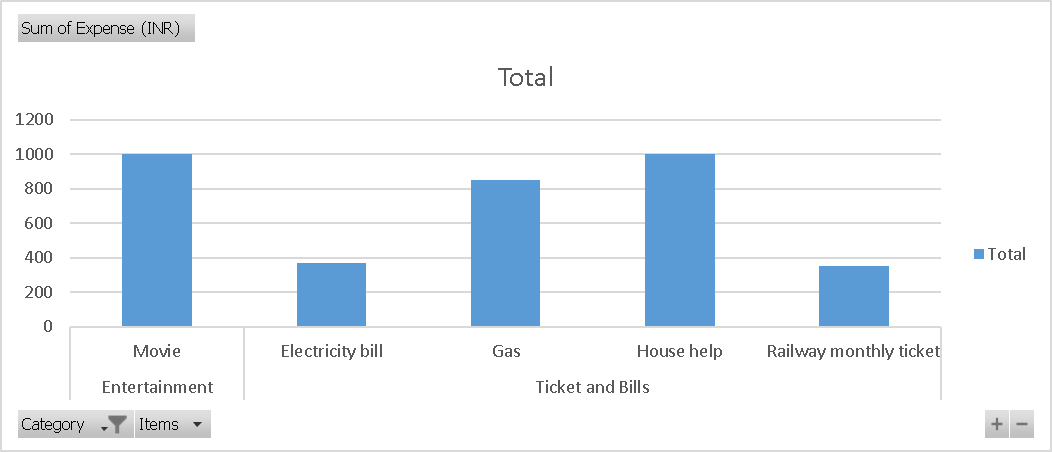 Sum of Expense (INR)
Total
1200
1000
800
600
400
200
0
Total
Movie Electricity bill Gas House help Railway monthly ticket
Entertainment Ticket and Bills
Category Items